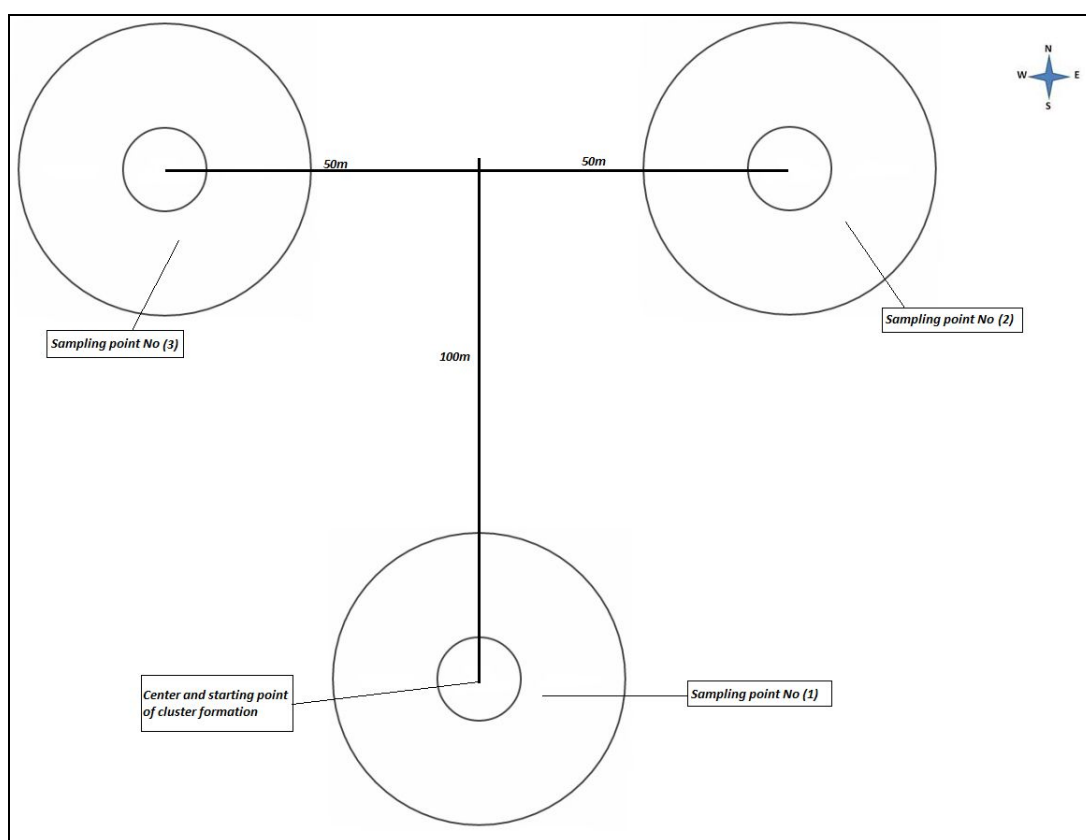 N
W E
S
50m
50m
Sampling point No (3)
Sampling point No (2)
100m
Center and starting point
of cluster formation
Sampling point No (1)